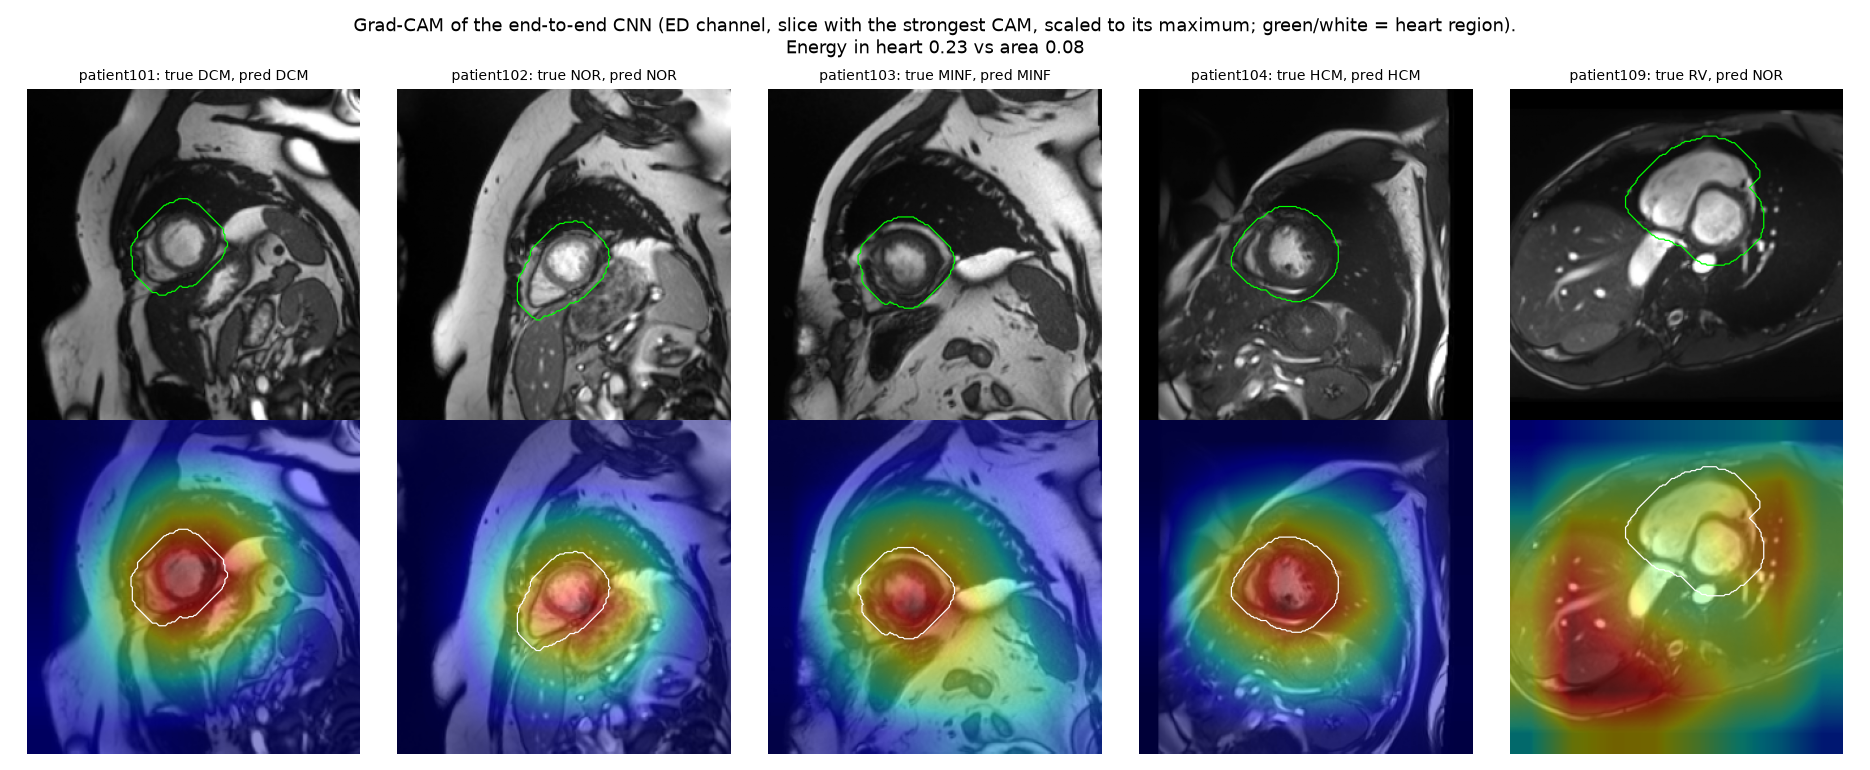 Grad-CAM of the end-to-end CNN (ED channel, slice with the strongest CAM, scaled to its maximum; green/white = heart region).
Energy in heart 0.23 vs area 0.08
patient101: true DCM, pred DCM
patient102: true NOR, pred NOR
patient103: true MINF, pred MINF
patient104: true HCM, pred HCM
patient109: true RV, pred NOR